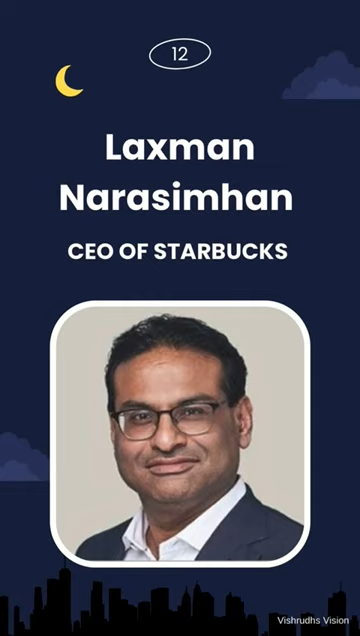 12
Laxman
Narasimhan
CEO OF STARBUCKS
Vishrudhs Vision